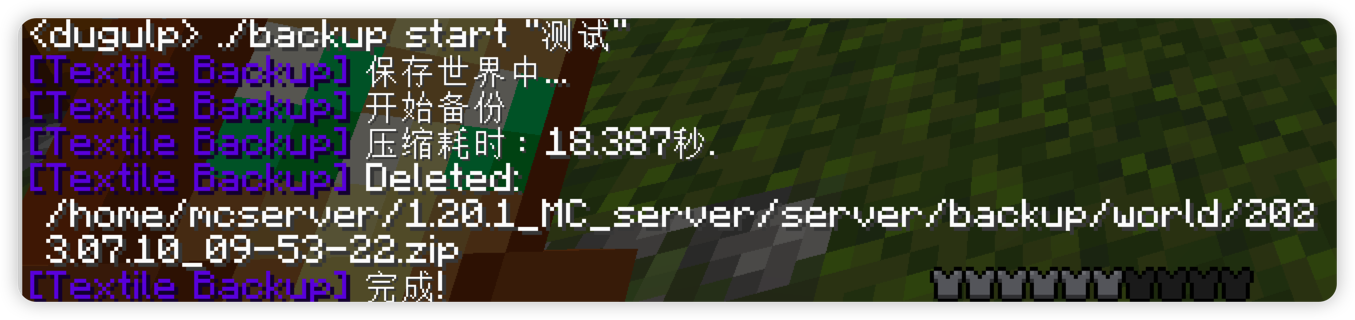 <dugulp> ./backup start "测试"
[Textile Backup] 保存世界中...
[Textile Backup] 开始备份
[Textile Backup] 压缩耗时：18.387秒.
[Textile Backup] Deleted:
/home/mcserver/1.20.1_MC_server/server/backup/world/202
3.07.10_09-53-22.zip
[Textile Backup] 完成!